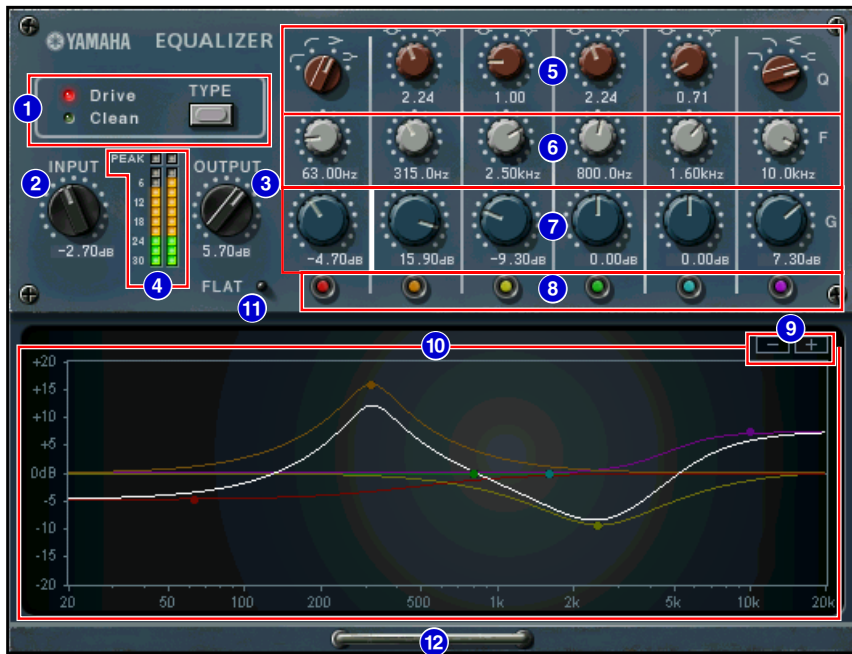 YAMAHA EQUALIZER
1
Drive
Clean
TYPE
5
Q
2.24 1.00 2.24 0.71
6
F
63.00Hz 315.0Hz 2.50kHz 800.0Hz 1.60kHz 10.0kHz
2 INPUT
PEAK
6
12
18
24
30
OUTPUT 3
-2.70dB
5.70dB
4
7
G
-4.70dB 15.90dB -9.30dB 0.00dB 0.00dB 7.30dB
FLAT
11
8
9
- +
10
+20
+15
+10
+5
0dB
-5
-10
-15
-20
20 50 100 200 500 1k 2k 5k 10k 20k
12